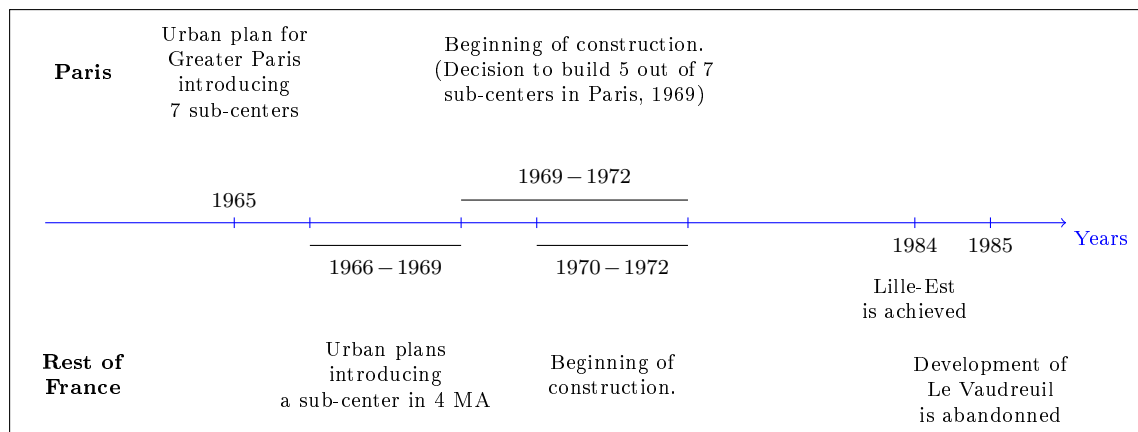 Paris
Urban plan for
Greater Paris
introducing
7 sub-centers
Beginning of construction.
(Decision to build 5 out of 7
sub-centers in Paris, 1969)
1965
1969 – 1972
Years
1966 – 1969
1970 – 1972
1984
1985
Lille-Est
is achieved
Rest of
France
Urban plans
introducing
a sub-center in 4 MA
Beginning of
construction.
Development of
Le Vaudreuil
is abandonned